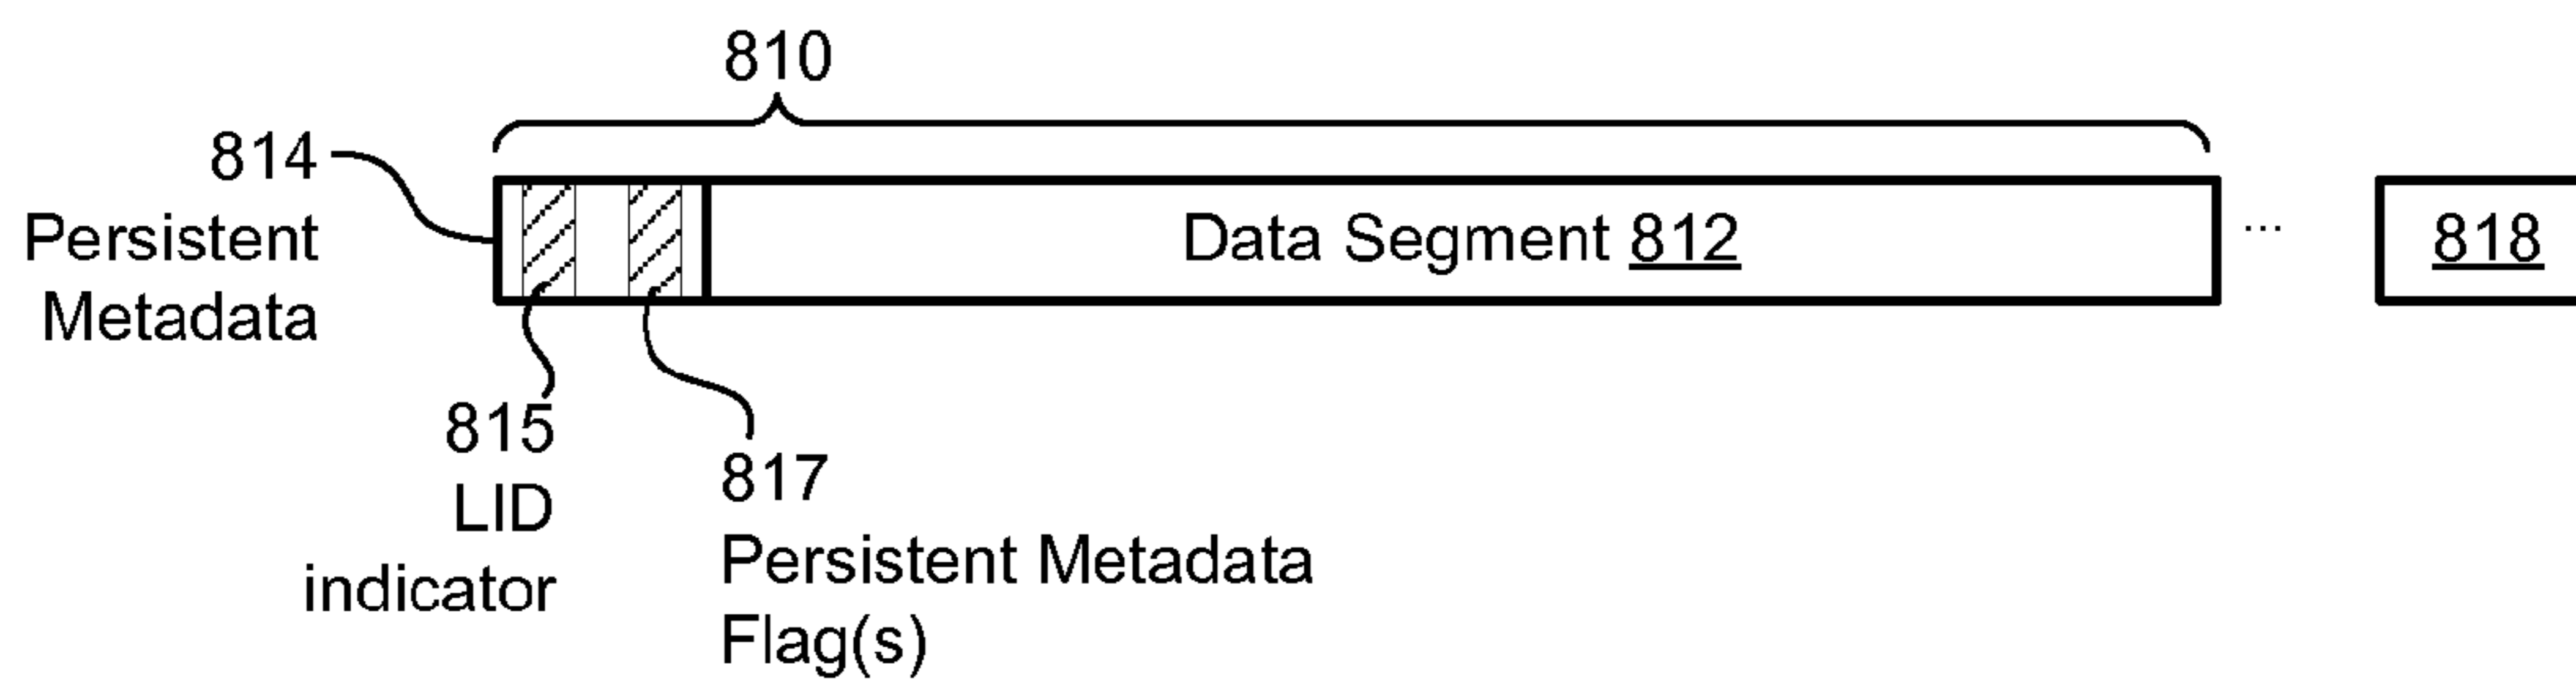 810
814
Persistent
Metadata
Data Segment 812
...
818
815
LID
indicator
817
Persistent Metadata
Flag(s)